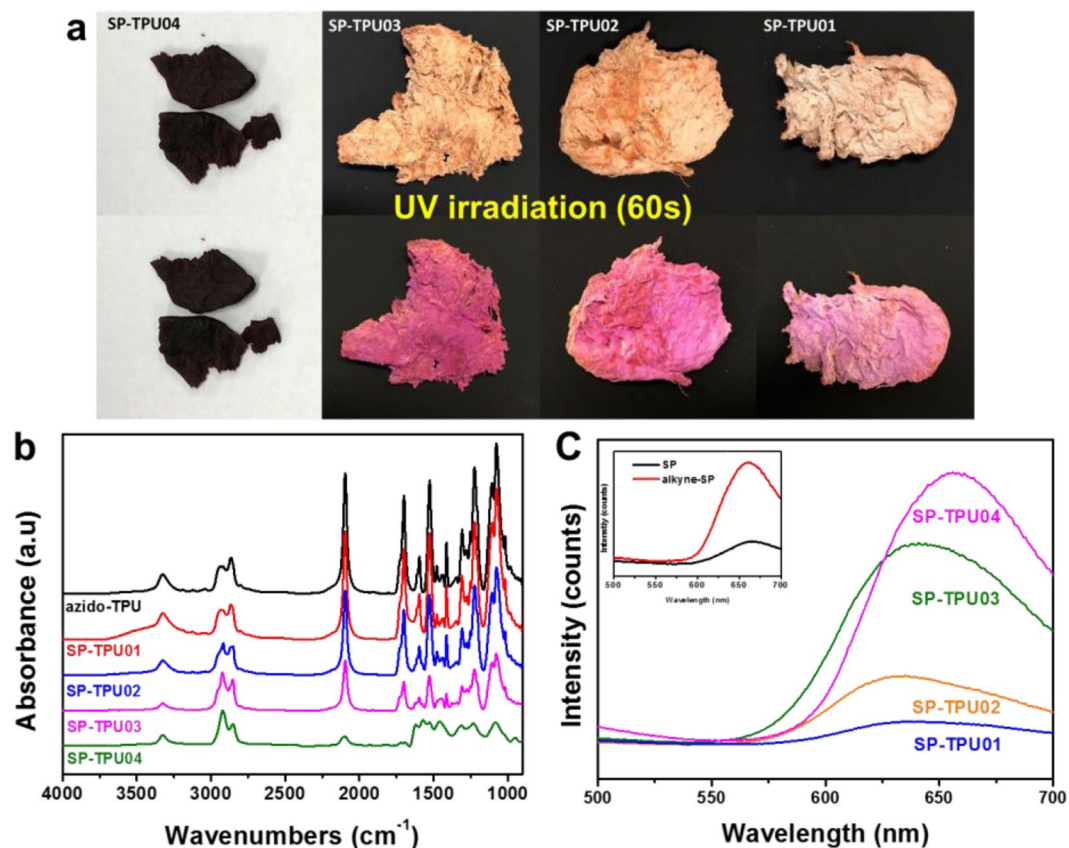 a
SP-TPU04
SP-TPU03
SP-TPU02
SP-TPU01
UV irradiation (60s)
b
Absorbance (a.u)
azido-TPU
SP-TPU01
SP-TPU02
SP-TPU03
SP-TPU04
4000 3500 3000 2500 2000 1500 1000
Wavenumbers (cm⁻¹)
C
Intensity (counts)
SP
alkyne-SP
Intenstiy (counts)
500 550 600 650 700
Wavelength (nm)
SP-TPU04
SP-TPU03
SP-TPU02
SP-TPU01
500 550 600 650 700
Wavelength (nm)